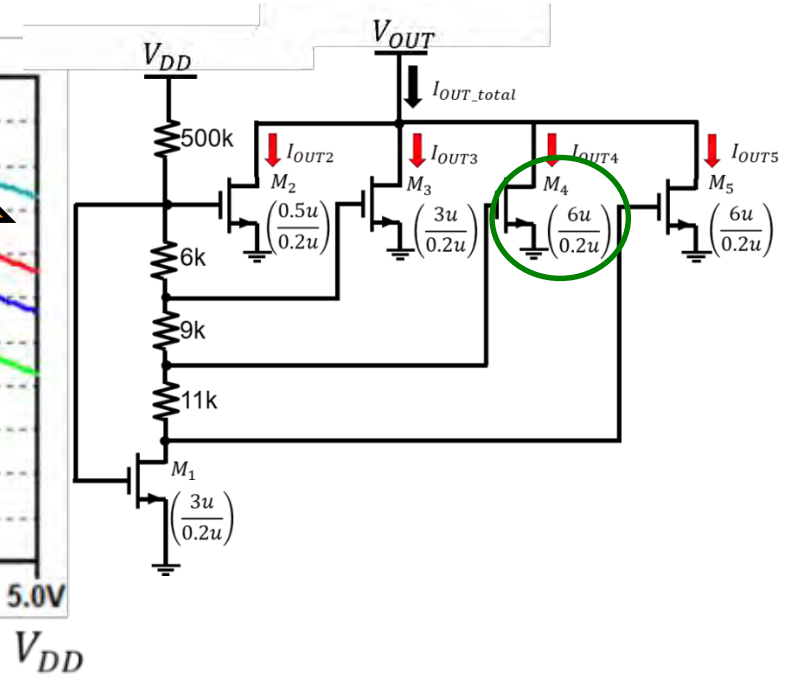 V_DD
V_OUT
I_OUT_total
500k
I_OUT2
I_OUT3
I_OUT4
I_OUT5
M_2
M_3
M_4
M_5
(0.5u/0.2u)
(3u/0.2u)
(6u/0.2u)
(6u/0.2u)
6k
9k
11k
M_1
(3u/0.2u)
5.0V
V_DD